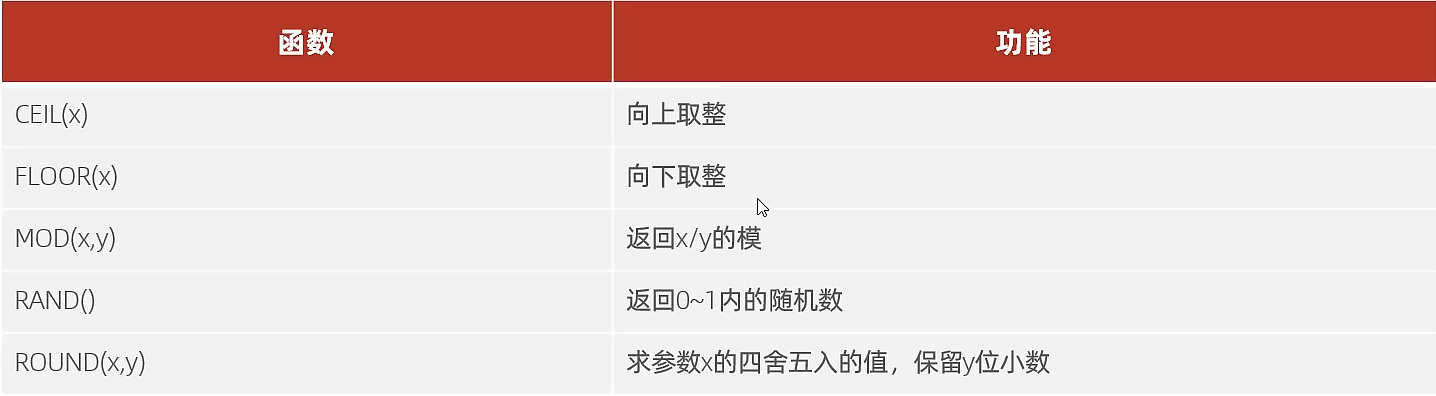 函数 功能
CEIL(x) 向上取整
FLOOR(x) 向下取整
MOD(x,y) 返回x/y的模
RAND() 返回0~1内的随机数
ROUND(x,y) 求参数x的四舍五入的值，保留y位小数